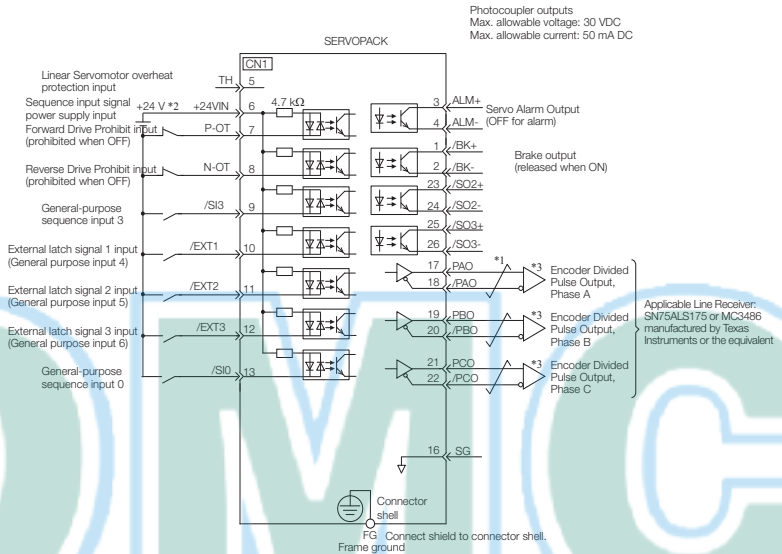 Photocoupler outputs
Max. allowable voltage: 30 VDC
Max. allowable current: 50 mA DC
SERVOPACK
CN1
Linear Servomotor overheat
protection input
TH 5
Sequence input signal
power supply input
+24 V *2 +24VIN 6 4.7 kΩ
Forward Drive Prohibit input
(prohibited when OFF)
P-OT 7
Reverse Drive Prohibit input
(prohibited when OFF)
N-OT 8
General-purpose
sequence input 3
/SI3 9
External latch signal 1 input
(General purpose input 4)
/EXT1 10
External latch signal 2 input
(General purpose input 5)
/EXT2 11
External latch signal 3 input
(General purpose input 6)
/EXT3 12
General-purpose
sequence input 0
/SI0 13
3 ALM+
4 ALM-
Servo Alarm Output
(OFF for alarm)
1 /BK+
2 /BK-
Brake output
(released when ON)
23 /SO2+
24 /SO2-
25 /SO3+
26 /SO3-
17 PAO
18 /PAO
*1
*3
Encoder Divided
Pulse Output,
Phase A
19 PBO
20 /PBO
*3
Encoder Divided
Pulse Output,
Phase B
21 PCO
22 /PCO
*3
Encoder Divided
Pulse Output,
Phase C
Applicable Line Receiver:
SN75ALS175 or MC3486
manufactured by Texas
Instruments or the equivalent
16 SG
Connector
shell
FG Connect shield to connector shell.
Frame ground
OMC